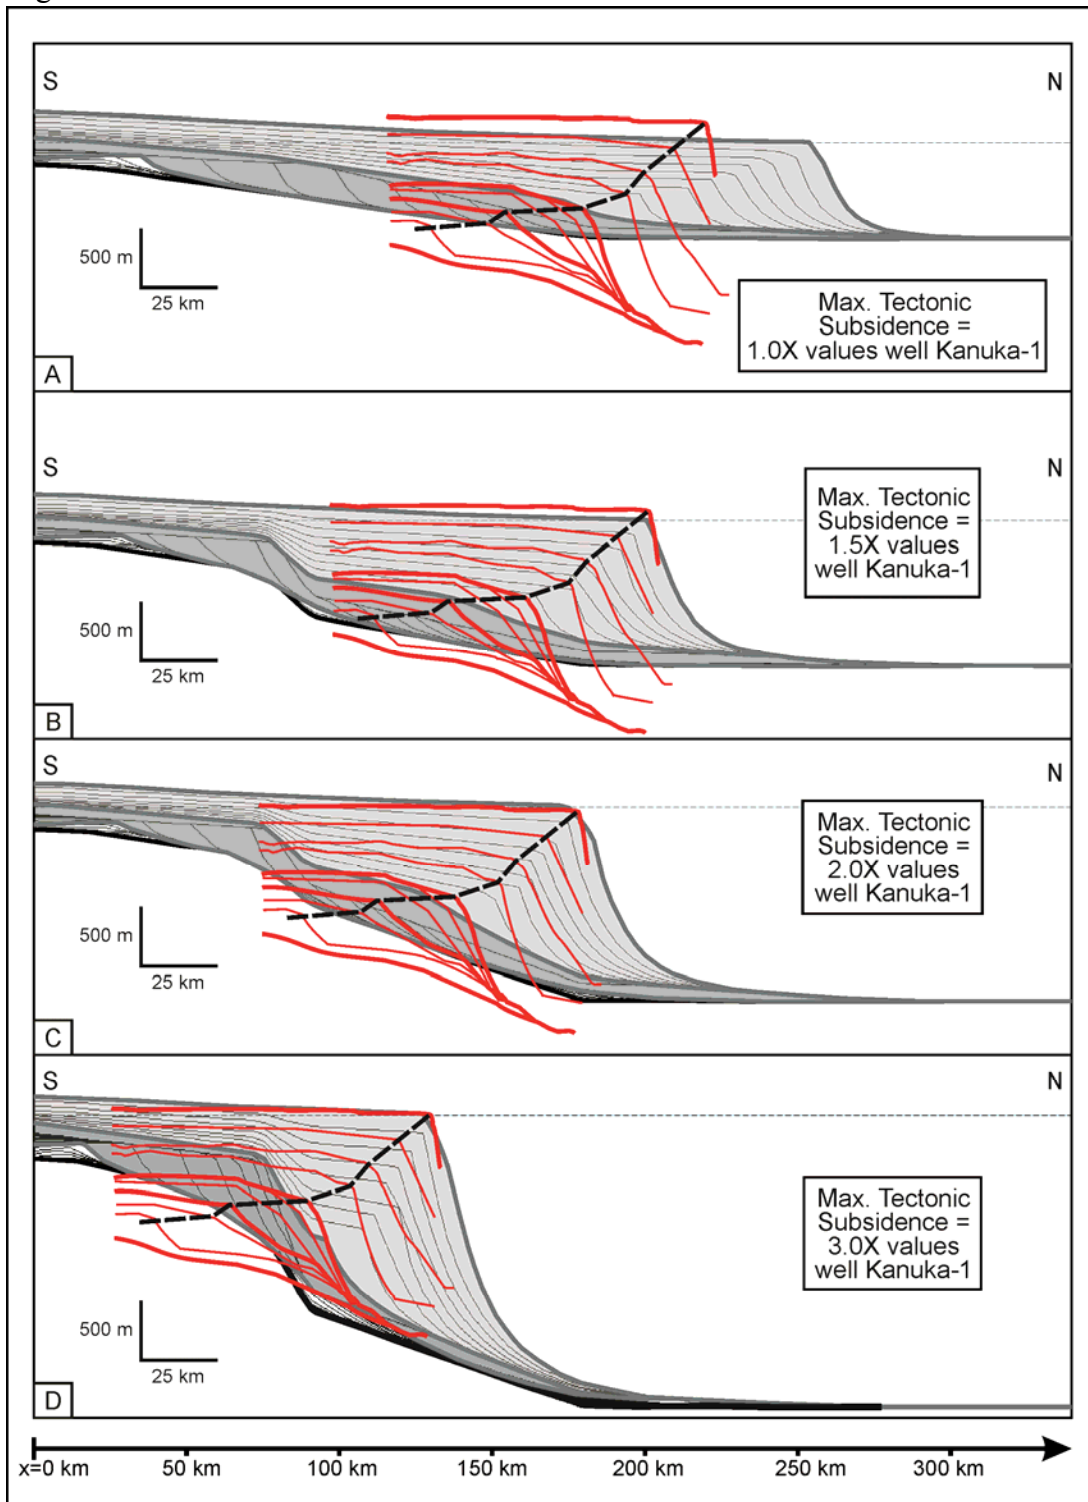 S
N
500 m
25 km
Max. Tectonic
Subsidence =
1.0X values well Kanuka-1
A
S
N
Max. Tectonic
Subsidence =
1.5X values
well Kanuka-1
500 m
25 km
B
S
N
Max. Tectonic
Subsidence =
2.0X values
well Kanuka-1
500 m
25 km
C
S
N
Max. Tectonic
Subsidence =
3.0X values
well Kanuka-1
500 m
25 km
D
x=0 km 50 km 100 km 150 km 200 km 250 km 300 km